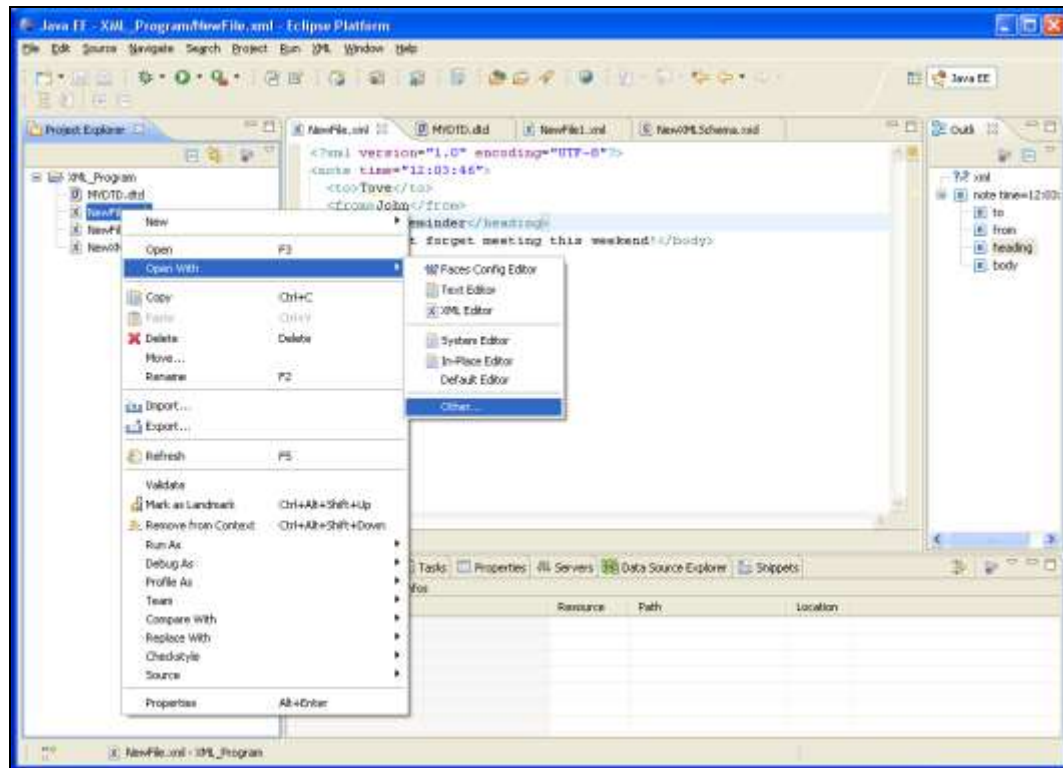 Java EE - XML_Program/NewFile.xml - Eclipse Platform
File Edit Source Navigate Search Project Run XML Window Help
Java EE
Project Explorer
XML_Program
MYDTD.dtd
NewFi
NewFi
NewXM
NewFile.xml
MYDTD.dtd
NewFile1.xml
NewXMLSchema.xsd
<?xml version="1.0" encoding="UTF-8"?>
<note time="12:03:46">
<to>Tove</to>
<from>John</from>
eminder</heading>
t forget meeting this weekend!</body>
Outli
?=? xml
note time=12:03:
to
from
heading
body
New
Open F3
Open With
Copy Ctrl+C
Paste Ctrl+V
Delete Delete
Move...
Rename F2
Import...
Export...
Refresh F5
Validate
Mark as Landmark Ctrl+Alt+Shift+Up
Remove from Context Ctrl+Alt+Shift+Down
Run As
Debug As
Profile As
Team
Compare With
Replace With
Checkstyle
Source
Properties Alt+Enter
Faces Config Editor
Text Editor
XML Editor
System Editor
In-Place Editor
Default Editor
Other...
Tasks
Properties
Servers
Data Source Explorer
Snippets
nfos
Resource
Path
Location
NewFile.xml - XML_Program